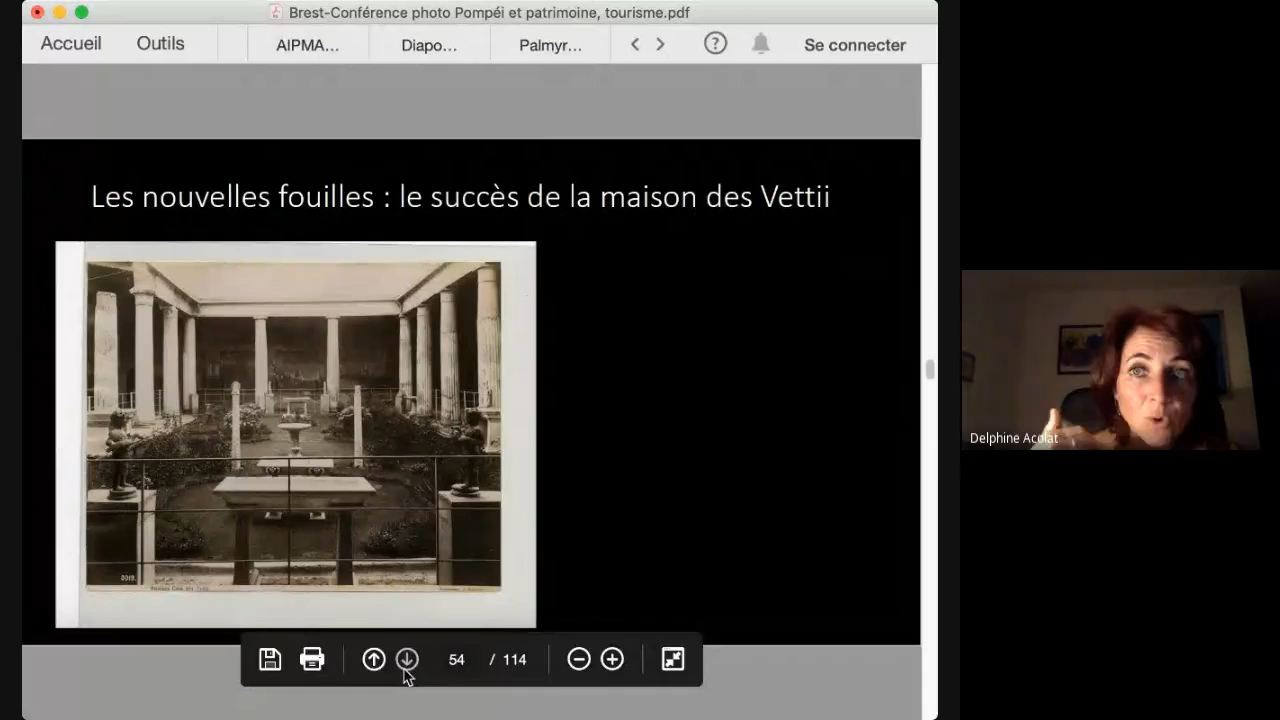 Brest-Conférence photo Pompéi et patrimoine, tourisme.pdf
Accueil Outils AIPMA... Diapo... Palmyr... Se connecter
Les nouvelles fouilles : le succès de la maison des Vettii
Delphine Acolat
54 / 114